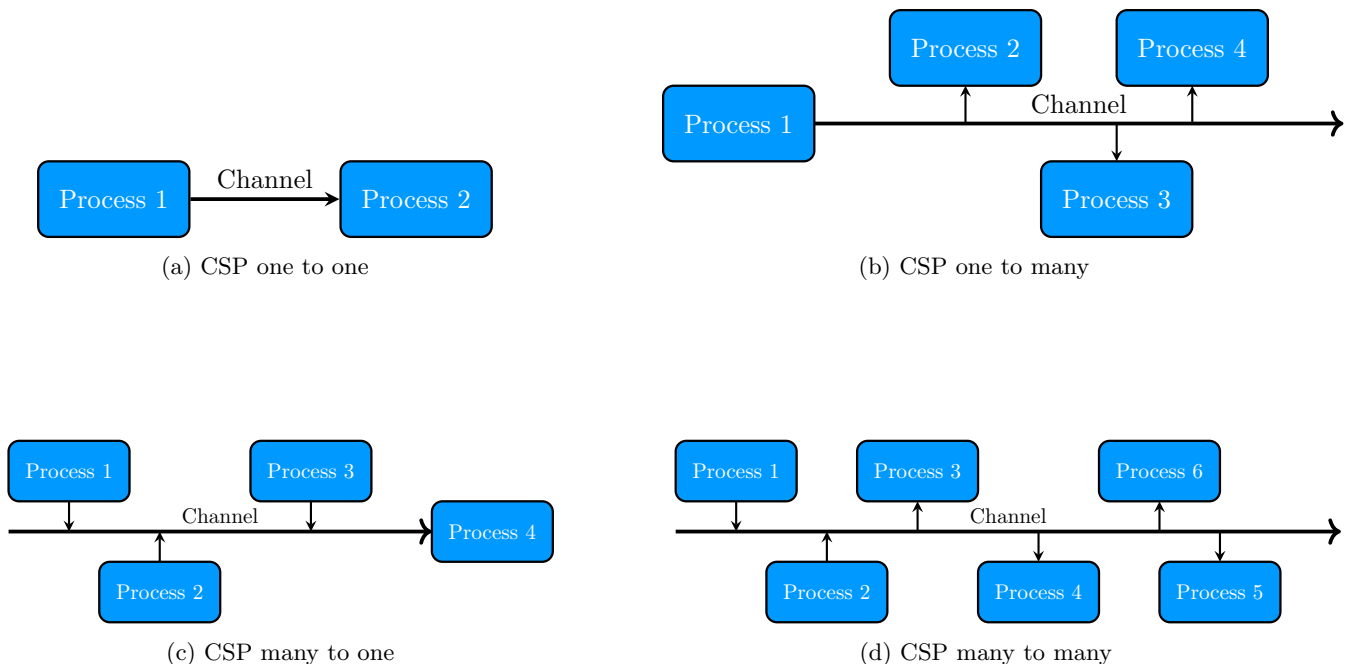 Process 1
Channel
Process 2
(a) CSP one to one
Process 2
Process 4
Channel
Process 1
Process 3
(b) CSP one to many
Process 1
Process 3
Channel
Process 4
Process 2
(c) CSP many to one
Process 1
Process 3
Process 6
Channel
Process 2
Process 4
Process 5
(d) CSP many to many